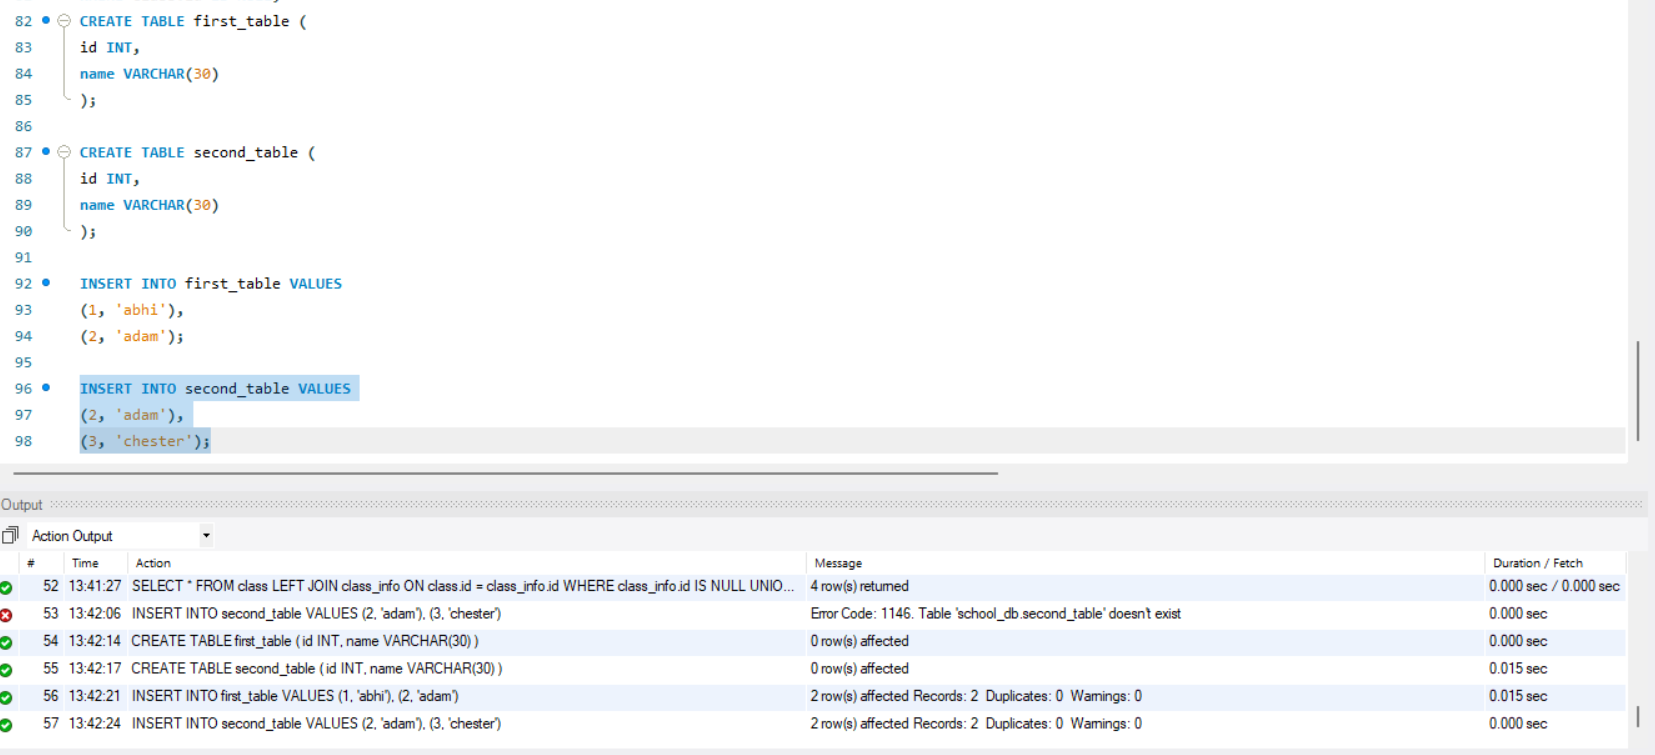 82 CREATE TABLE first_table (
83 id INT,
84 name VARCHAR(30)
85 );
86
87 CREATE TABLE second_table (
88 id INT,
89 name VARCHAR(30)
90 );
91
92 INSERT INTO first_table VALUES
93 (1, 'abhi'),
94 (2, 'adam');
95
96 INSERT INTO second_table VALUES
97 (2, 'adam'),
98 (3, 'chester');
Output
Action Output
# Time Action Message Duration / Fetch
52 13:41:27 SELECT * FROM class LEFT JOIN class_info ON class.id = class_info.id WHERE class_info.id IS NULL UNIO... 4 row(s) returned 0.000 sec / 0.000 sec
53 13:42:06 INSERT INTO second_table VALUES (2, 'adam'), (3, 'chester') Error Code: 1146. Table 'school_db.second_table' doesn't exist 0.000 sec
54 13:42:14 CREATE TABLE first_table ( id INT, name VARCHAR(30) ) 0 row(s) affected 0.000 sec
55 13:42:17 CREATE TABLE second_table ( id INT, name VARCHAR(30) ) 0 row(s) affected 0.015 sec
56 13:42:21 INSERT INTO first_table VALUES (1, 'abhi'), (2, 'adam') 2 row(s) affected Records: 2 Duplicates: 0 Warnings: 0 0.015 sec
57 13:42:24 INSERT INTO second_table VALUES (2, 'adam'), (3, 'chester') 2 row(s) affected Records: 2 Duplicates: 0 Warnings: 0 0.000 sec